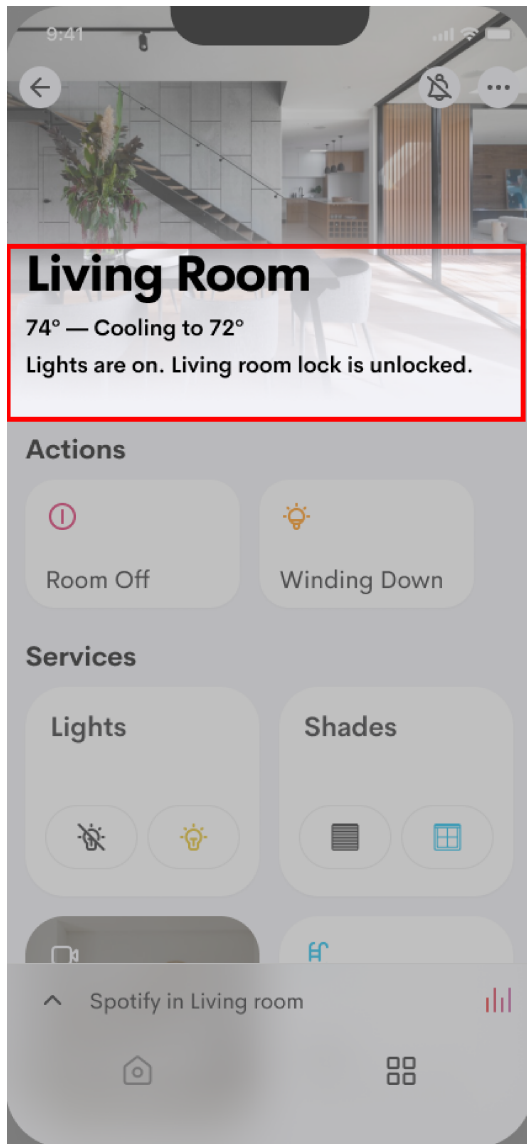 9:41
Living Room
74° — Cooling to 72°
Lights are on. Living room lock is unlocked.
Actions
Room Off
Winding Down
Services
Lights
Shades
Spotify in Living room